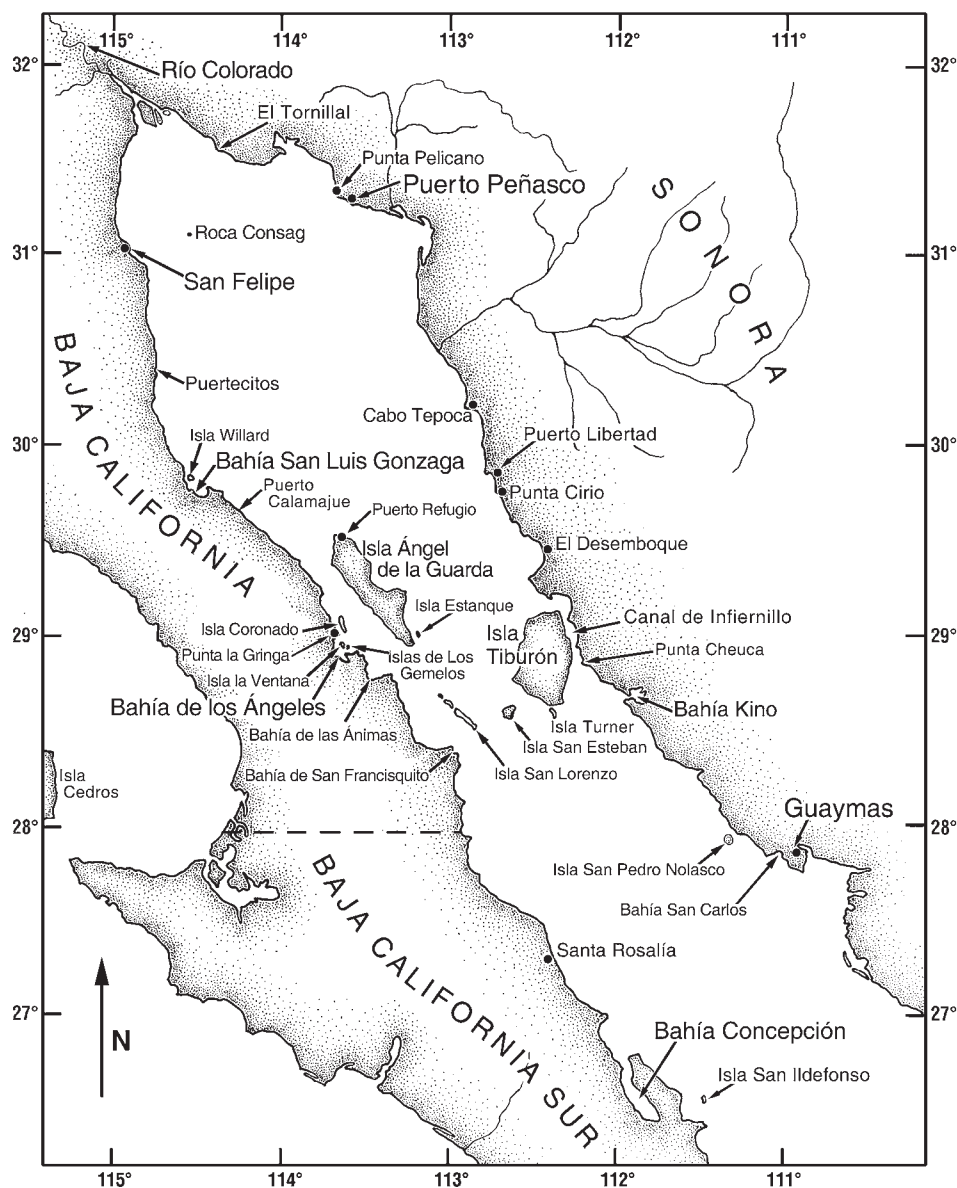 115° 114° 113° 112° 111°
32° 32°
Río Colorado
El Tornillal
Punta Pelicano
Puerto Peñasco
SONORA
Roca Consag
31° 31°
San Felipe
BAJA CALIFORNIA
Puertecitos
Cabo Tepoca
Puerto Libertad
30° 30°
Isla Willard
Bahía San Luis Gonzaga
Puerto
Calamajue
Punta Cirio
Puerto Refugio
El Desemboque
Isla Ángel
de la Guarda
Isla Estanque
Canal de Infiernillo
Isla Coronado
29° 29°
Isla
Tiburón
Punta la Gringa
Islas de Los
Gemelos
Punta Cheuca
Isla la Ventana
Bahía de los Ángeles
Bahía Kino
Isla Turner
Bahía de las Ánimas
Isla San Esteban
Isla
Cedros
Bahía de San Francisquito
Isla San Lorenzo
Guaymas
28° 28°
Isla San Pedro Nolasco
BAJA CALIFORNIA SUR
Bahía San Carlos
Santa Rosalía
27° 27°
N
Bahía Concepción
Isla San Ildefonso
115° 114° 113° 112° 111°